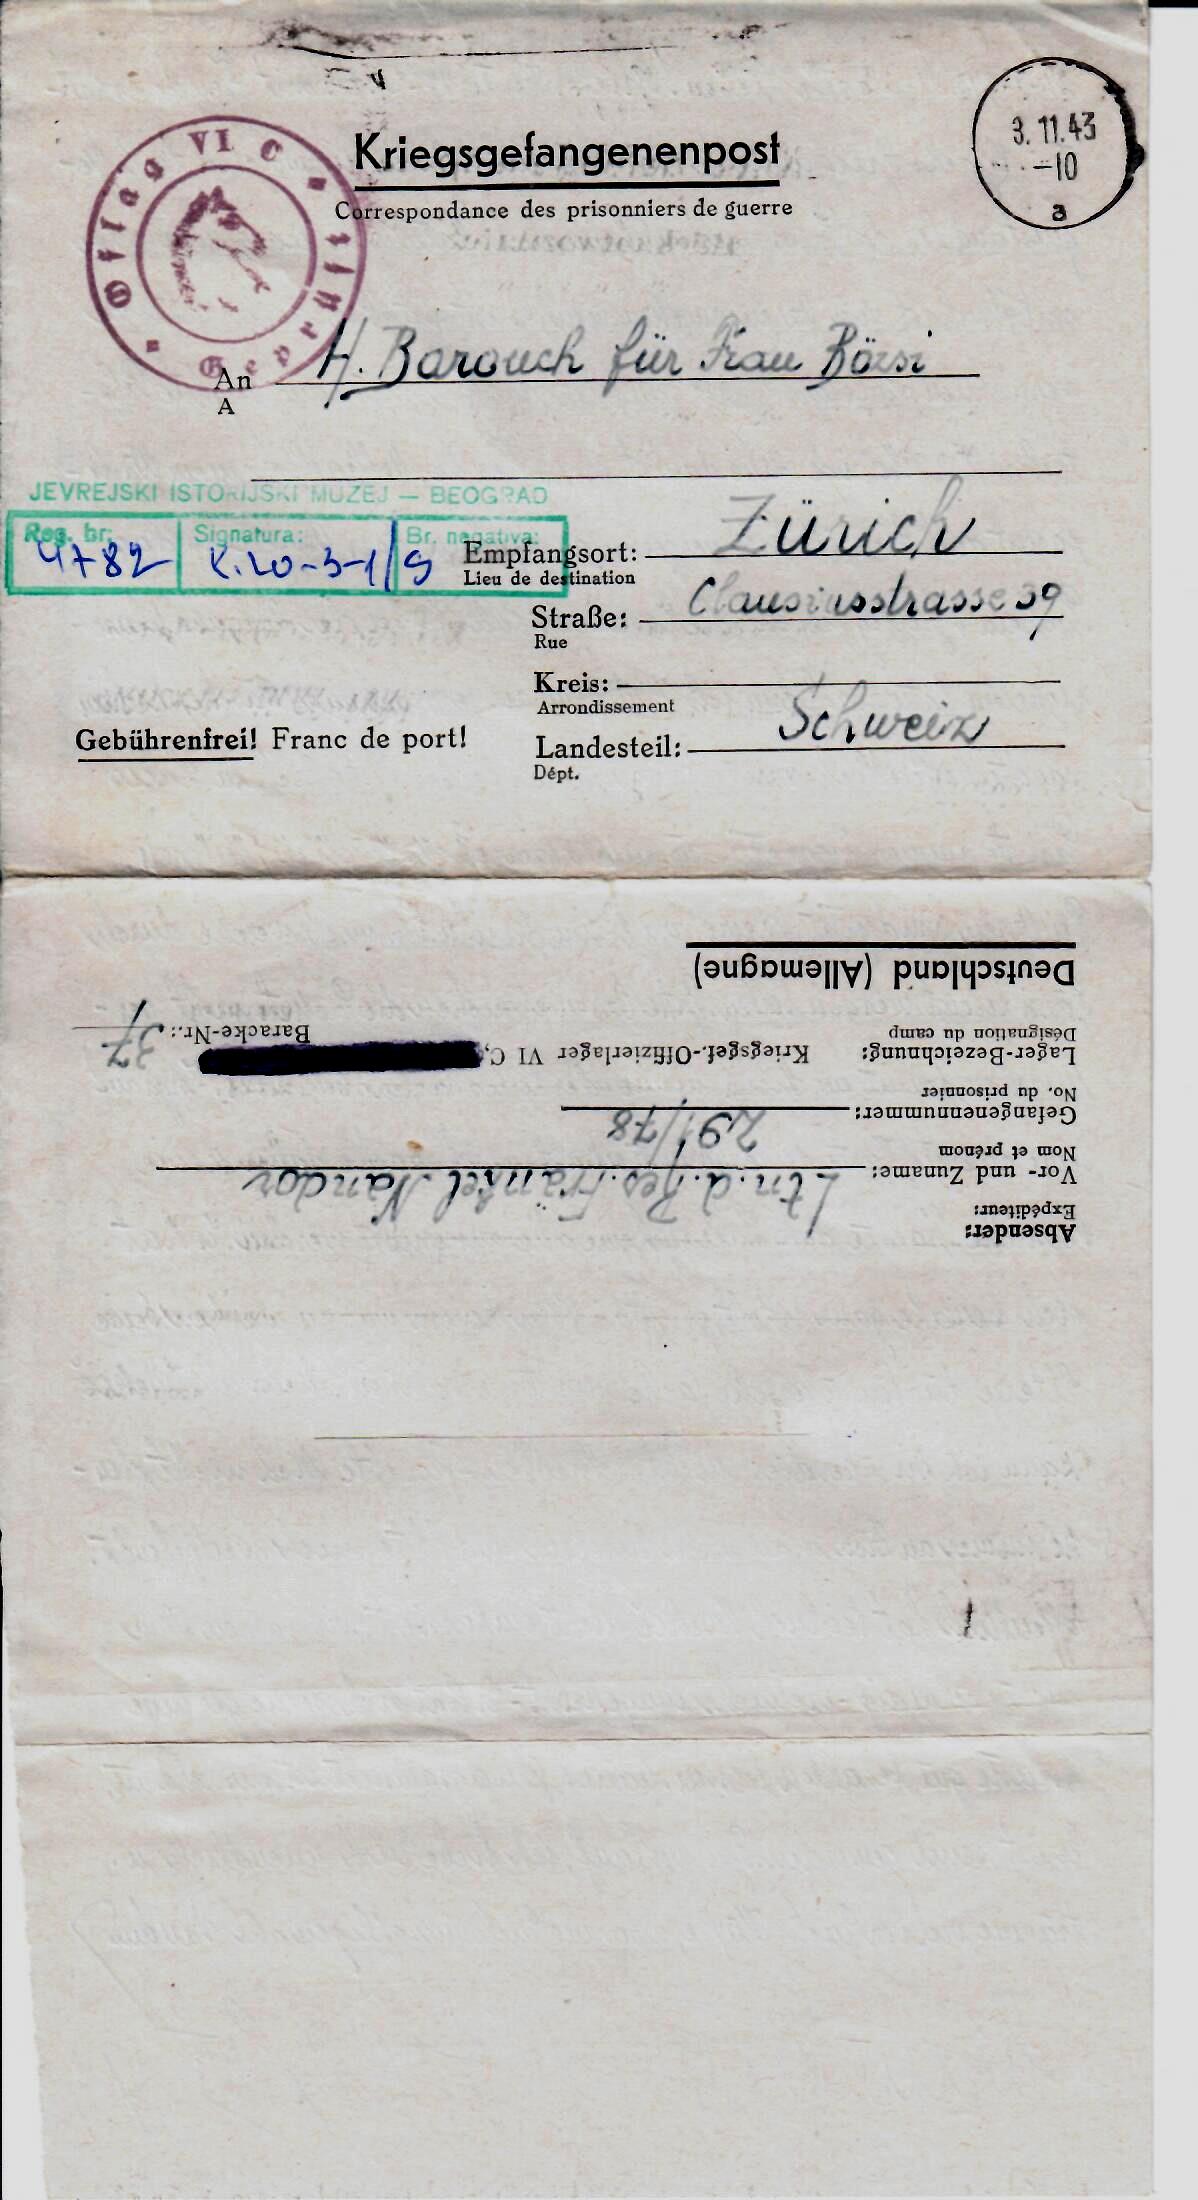 Kriegsgefangenenpost
Correspondance des prisonniers de guerre
Oflag VI C
Geprüft
3.11.43
-10
a
An H. Barouch für Frau Bözsi
A
JEVREJSKI ISTORIJSKI MUZEJ — BEOGRAD
Reg. br: 4782 Signatura: K.20-3-1/9 Br. negativa:
Empfangsort: Zürich
Lieu de destination
Straße: Clausiusstrasse 39
Rue
Kreis:
Arrondissement
Gebührenfrei! Franc de port!
Landesteil: Schweiz
Dépt.
Absender:
Expéditeur:
Vor- und Zuname: Ltn. d. Res. Fränkel Nandor
Nom et prénom
Gefangenennummer: 291/78
No. du prisonnier
Lager-Bezeichnung: Kriegsgef.-Offizierlager VI C, Baracke-Nr.: 37
Désignation du camp
Deutschland (Allemagne)